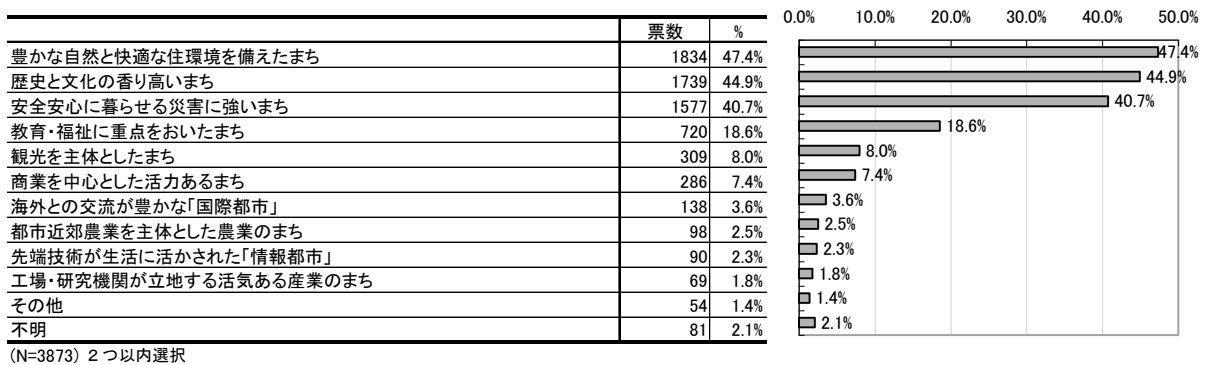 票数 %
豊かな自然と快適な住環境を備えたまち 1834 47.4%
歴史と文化の香り高いまち 1739 44.9%
安全安心に暮らせる災害に強いまち 1577 40.7%
教育・福祉に重点をおいたまち 720 18.6%
観光を主体としたまち 309 8.0%
商業を中心とした活力あるまち 286 7.4%
海外との交流が豊かな「国際都市」 138 3.6%
都市近郊農業を主体とした農業のまち 98 2.5%
先端技術が生活に活かされた「情報都市」 90 2.3%
工場・研究機関が立地する活気ある産業のまち 69 1.8%
その他 54 1.4%
不明 81 2.1%
(N=3873) 2つ以内選択
0.0% 10.0% 20.0% 30.0% 40.0% 50.0%
47.4%
44.9%
40.7%
18.6%
8.0%
7.4%
3.6%
2.5%
2.3%
1.8%
1.4%
2.1%